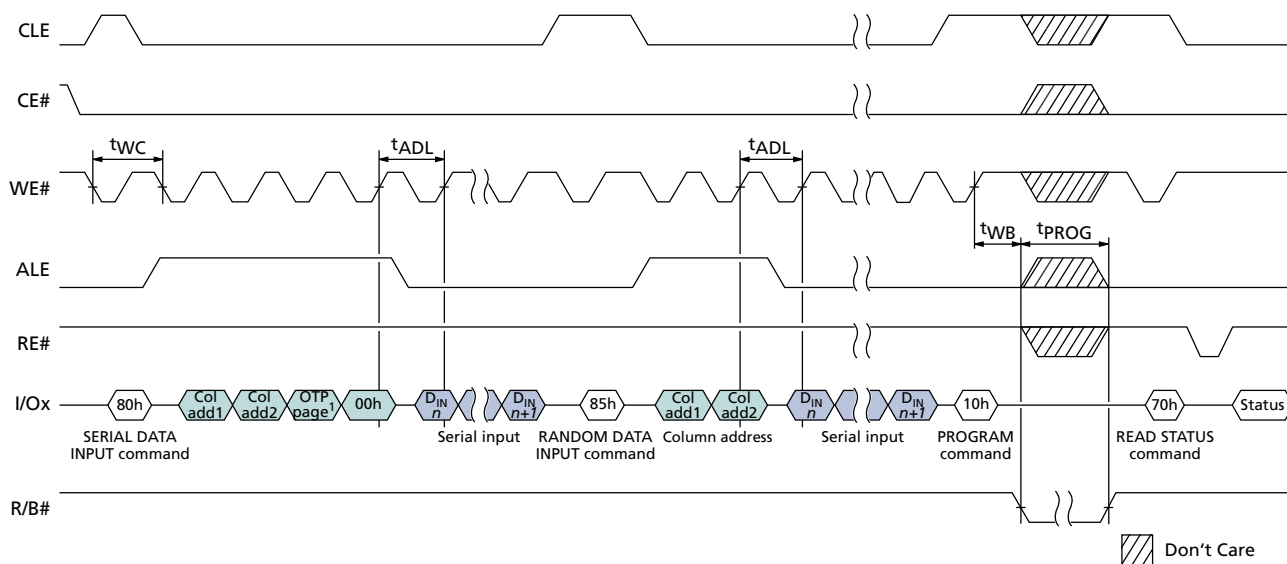 CLE
CE#
tWC
tADL
tADL
WE#
tWB
tPROG
ALE
RE#
I/Ox
80h
Col add1
Col add2
OTP page1
00h
DIN n
DIN n+1
85h
Col add1
Col add2
DIN n
DIN n+1
10h
70h
Status
SERIAL DATA
INPUT command
Serial input
RANDOM DATA
INPUT command
Column address
Serial input
PROGRAM
command
READ STATUS
command
R/B#
Don't Care